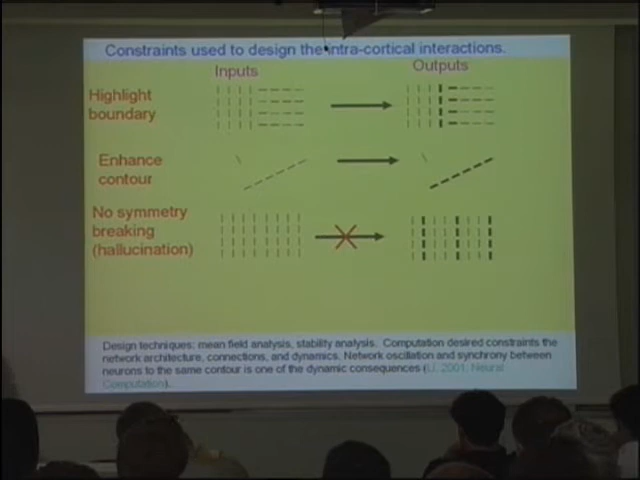 Constraints used to design the intra-cortical interactions.
Inputs
Outputs
Highlight
boundary
Enhance
contour
No symmetry
breaking
(hallucination)
Design techniques: mean field analysis, stability analysis. Computation desired constraints the
network architecture, connections, and dynamics. Network oscillation and synchrony between
neurons to the same contour is one of the dynamic consequences (Li, 2001, Neural
Computation).